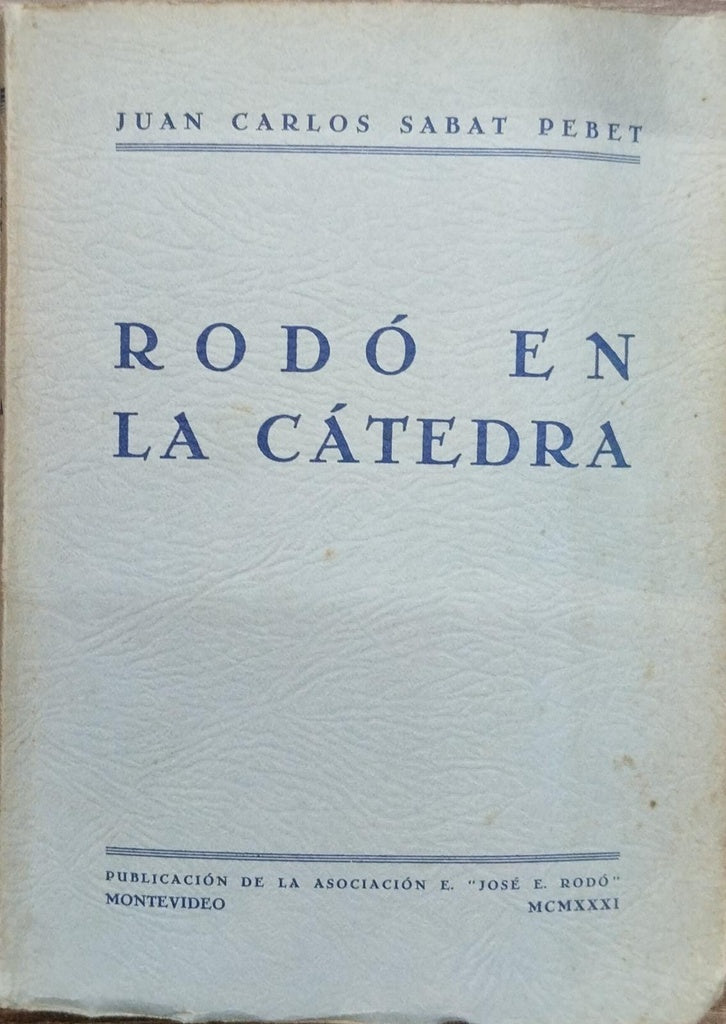 JUAN CARLOS SABAT PEBET
RODÓ EN
LA CÁTEDRA
PUBLICACIÓN DE LA ASOCIACIÓN E. "JOSÉ E. RODÓ"
MONTEVIDEO MCMXXXI